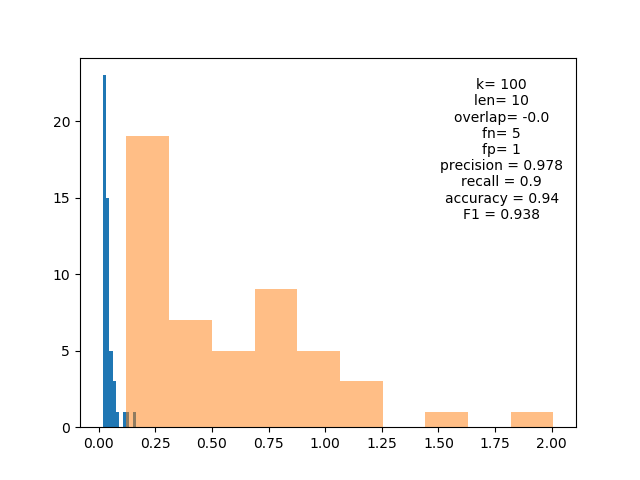 k= 100
len= 10
overlap= -0.0
fn= 5
fp= 1
precision = 0.978
recall = 0.9
accuracy = 0.94
F1 = 0.938
20
15
10
5
0
0.00 0.25 0.50 0.75 1.00 1.25 1.50 1.75 2.00